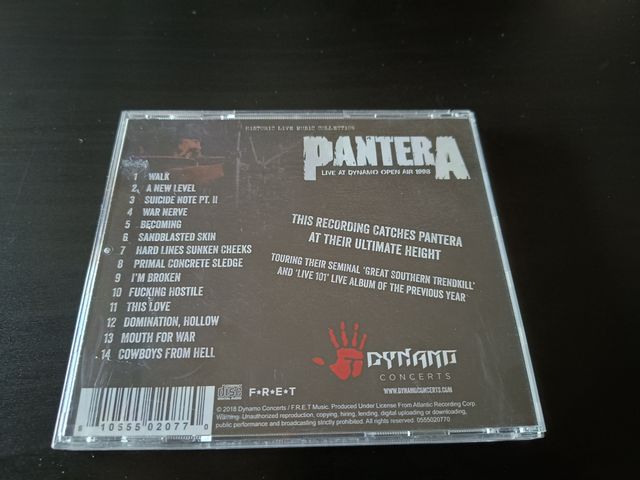 HISTORIC LIVE MUSIC COLLECTION
PANTERA
LIVE AT DYNAMO OPEN AIR 1998
1 WALK
2 A NEW LEVEL
3 SUICIDE NOTE PT. II
4 WAR NERVE
5 BECOMING
6 SANDBLASTED SKIN
7 HARD LINES SUNKEN CHEEKS
8 PRIMAL CONCRETE SLEDGE
9 I'M BROKEN
10 FUCKING HOSTILE
11 THIS LOVE
12 DOMINATION, HOLLOW
13 MOUTH FOR WAR
14 COWBOYS FROM HELL
THIS RECORDING CATCHES PANTERA
AT THEIR ULTIMATE HEIGHT
TOURING THEIR SEMINAL 'GREAT SOUTHERN TRENDKILL'
AND 'LIVE 101' LIVE ALBUM OF THE PREVIOUS YEAR
DYNAMO
CONCERTS
WWW.DYNAMOCONCERTS.COM
8 10555 02077 0
disc
F•R•E•T
© 2018 Dynamo Concerts / F.R.E.T Music. Produced Under License From Atlantic Recording Corp.
Warning. Unauthorized reproduction, copying, hiring, lending, digital uploading or downloading,
public performance and broadcasting strictly prohibited. All rights reserved. 0555020770